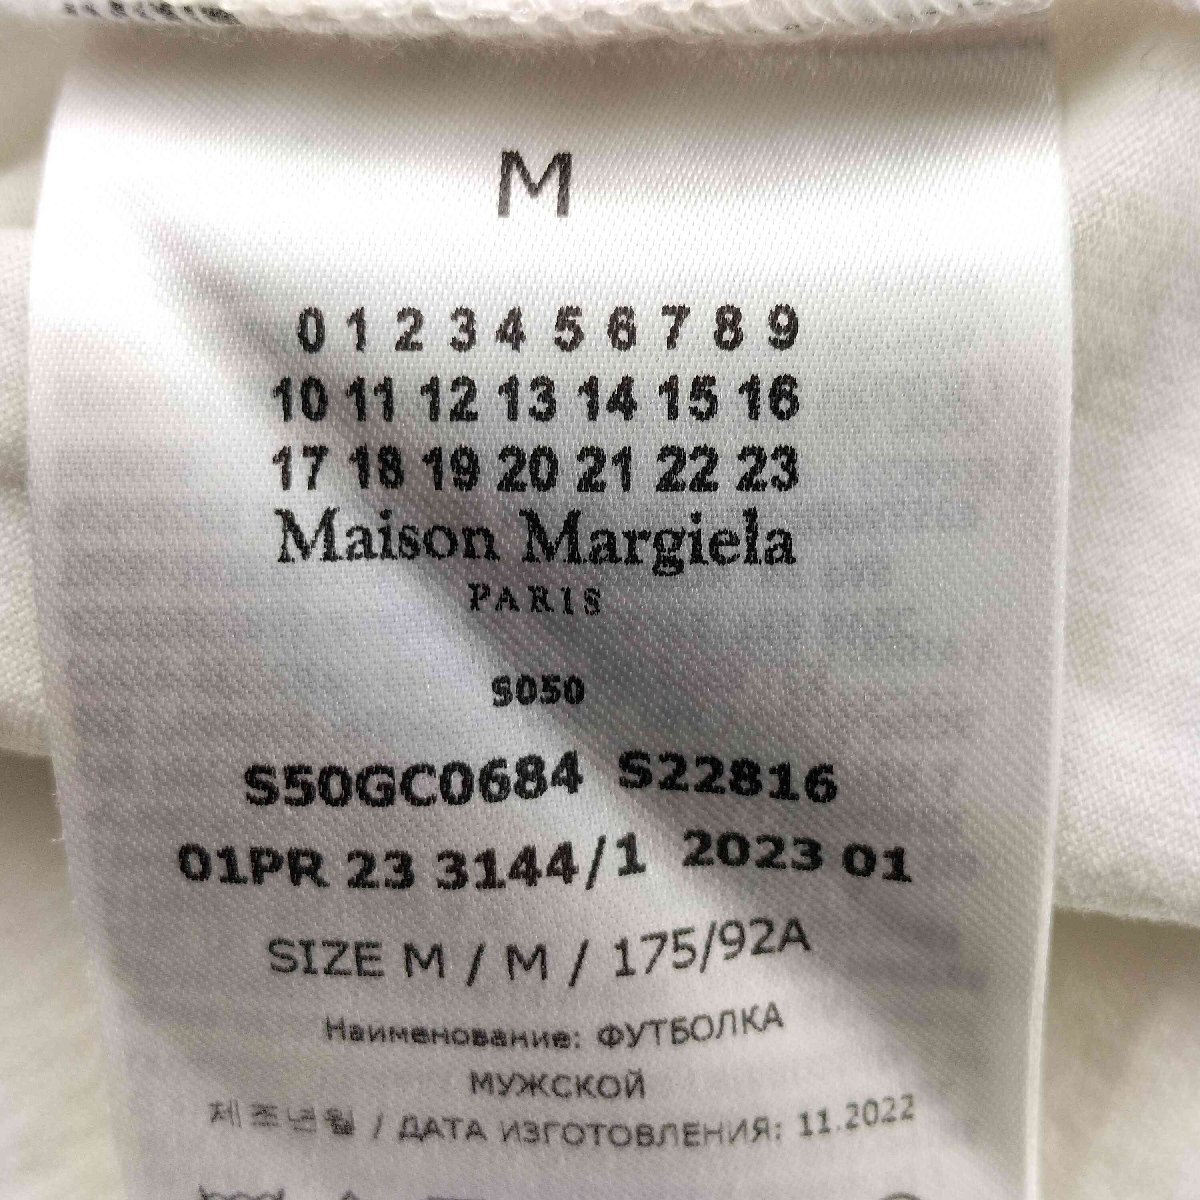 M
0 1 2 3 4 5 6 7 8 9
10 11 12 13 14 15 16
17 18 19 20 21 22 23
Maison Margiela
PARIS
S050
S50GC0684 S22816
01PR 23 3144/1 2023 01
SIZE M / M / 175/92A
Наименование: ФУТБОЛКА
МУЖСКОЙ
제조년월 / ДАТА ИЗГОТОВЛЕНИЯ: 11.2022